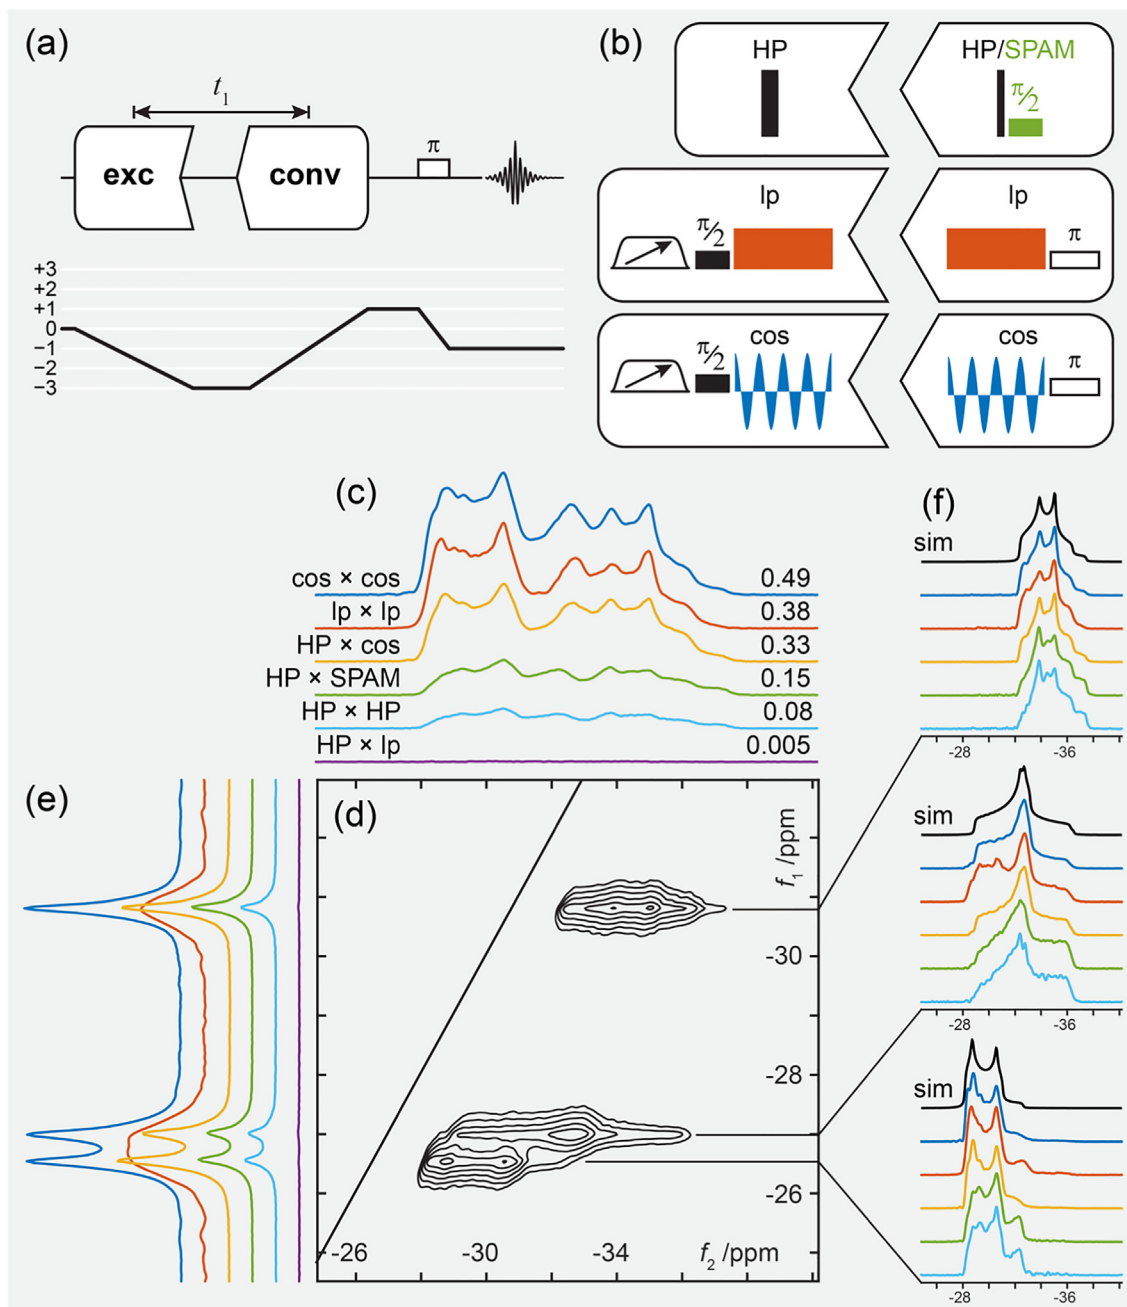 (a)
t1
exc
conv
π
+3
+2
+1
0
−1
−2
−3
(b)
HP
HP/SPAM
π/2
lp
lp
π/2
π
cos
cos
π/2
π
(c)
cos × cos
0.49
lp × lp
0.38
HP × cos
0.33
HP × SPAM
0.15
HP × HP
0.08
HP × lp
0.005
(f)
sim
-28
-36
sim
-28
-36
sim
-28
-36
(e)
(d)
f1 /ppm
-30
-28
-26
-26
-30
-34
f2 /ppm